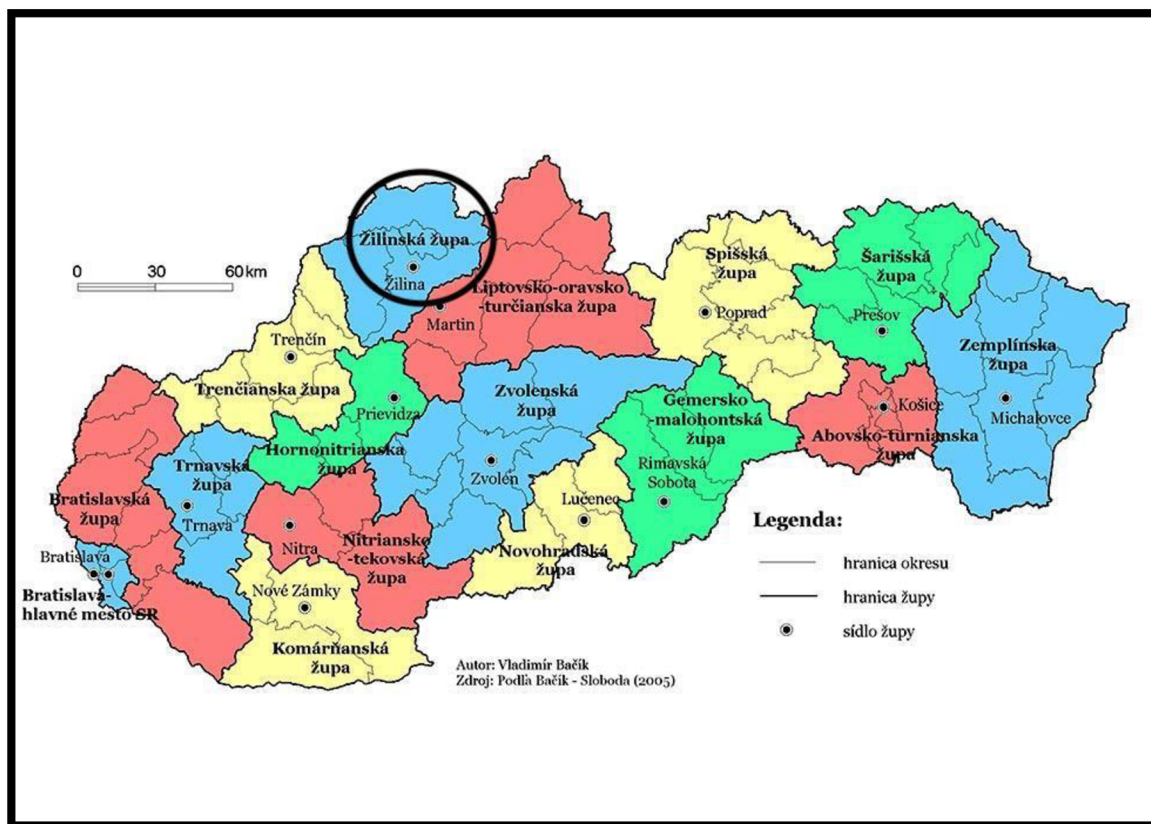 Žilinská župa
Žilina
0 30 60 km
Liptovsko-oravsko
-turčianska župa
Martin
Spišská
župa
Poprad
Šarišská
župa
Prešov
Zemplínska
župa
Michalovce
Trenčín
Trenčianska župa
Prievidza
Hornonitrianska
župa
Zvolenská
župa
Zvolen
Gemersko
-malohontská
župa
Rimavská
Sobota
Košice
Abovsko-turnianska
župa
Trnavská
župa
Trnava
Bratislavská
župa
Bratislava
Bratislava-
hlavné mesto SR
Nitra
Nitriansko
-tekovská
župa
Lučenec
Novohradská
župa
Nové Zámky
Komárňanská
župa
Legenda:
hranica okresu
hranica župy
sídlo župy
Autor: Vladimír Bačík
Zdroj: Podľa Bačík - Sloboda (2005)